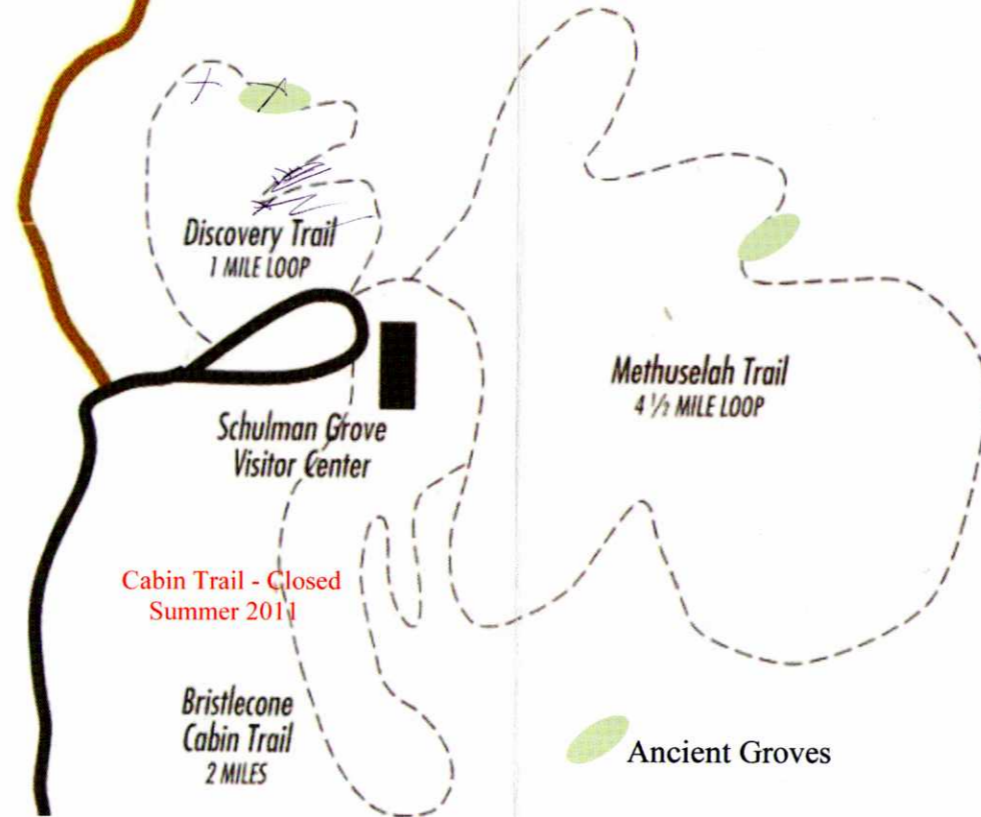 Discovery Trail
1 MILE LOOP
Methuselah Trail
4 ½ MILE LOOP
Schulman Grove
Visitor Center
Cabin Trail - Closed
Summer 2011
Bristlecone
Cabin Trail
2 MILES
Ancient Groves